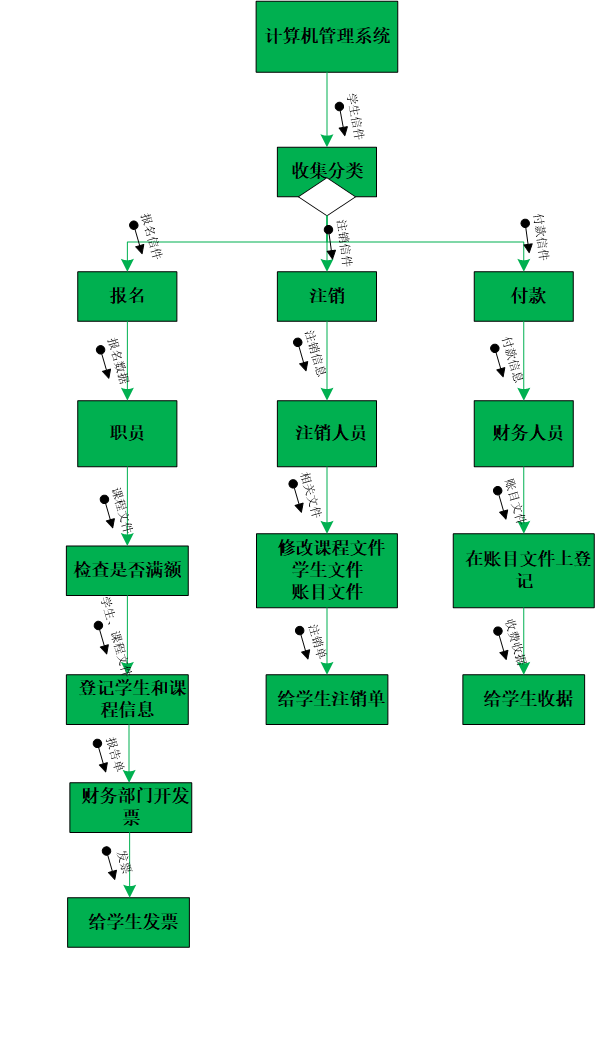 计算机管理系统
学生信件
收集分类
报名信件
注销信件
付款信件
报名
注销
付款
报名数据
注销信息
付款信息
职员
注销人员
财务人员
课程文件
相关文件
账目文件
检查是否满额
修改课程文件
学生文件
账目文件
在账目文件上登
记
学生、课程文件
注销单
收费收据
登记学生和课
程信息
给学生注销单
给学生收据
报告单
财务部门开发
票
发票
给学生发票